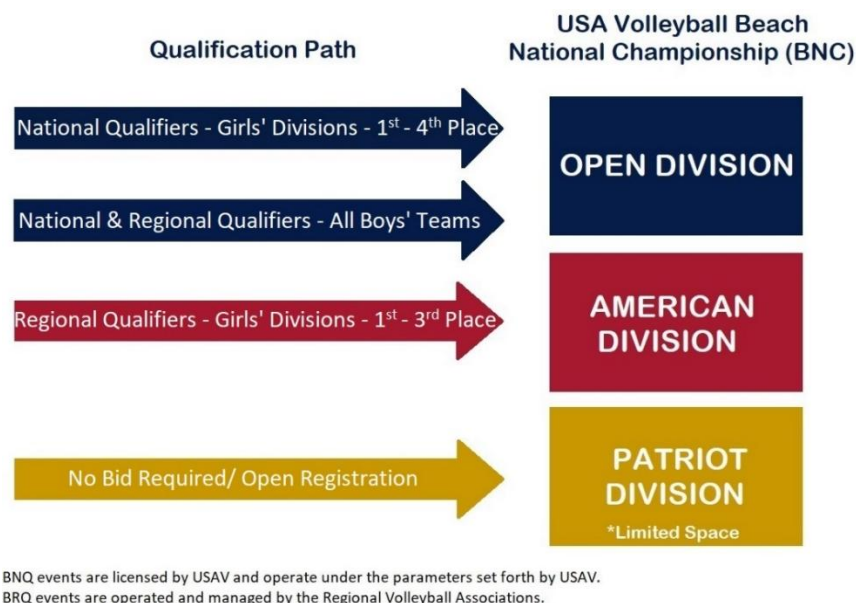 Qualification Path
USA Volleyball Beach
National Championship (BNC)
National Qualifiers - Girls' Divisions - 1st - 4th Place
National & Regional Qualifiers - All Boys' Teams
OPEN DIVISION
Regional Qualifiers - Girls' Divisions - 1st - 3rd Place
AMERICAN
DIVISION
No Bid Required/ Open Registration
PATRIOT
DIVISION
*Limited Space
BNQ events are licensed by USAV and operate under the parameters set forth by USAV.
BRQ events are operated and managed by the Regional Volleyball Associations.